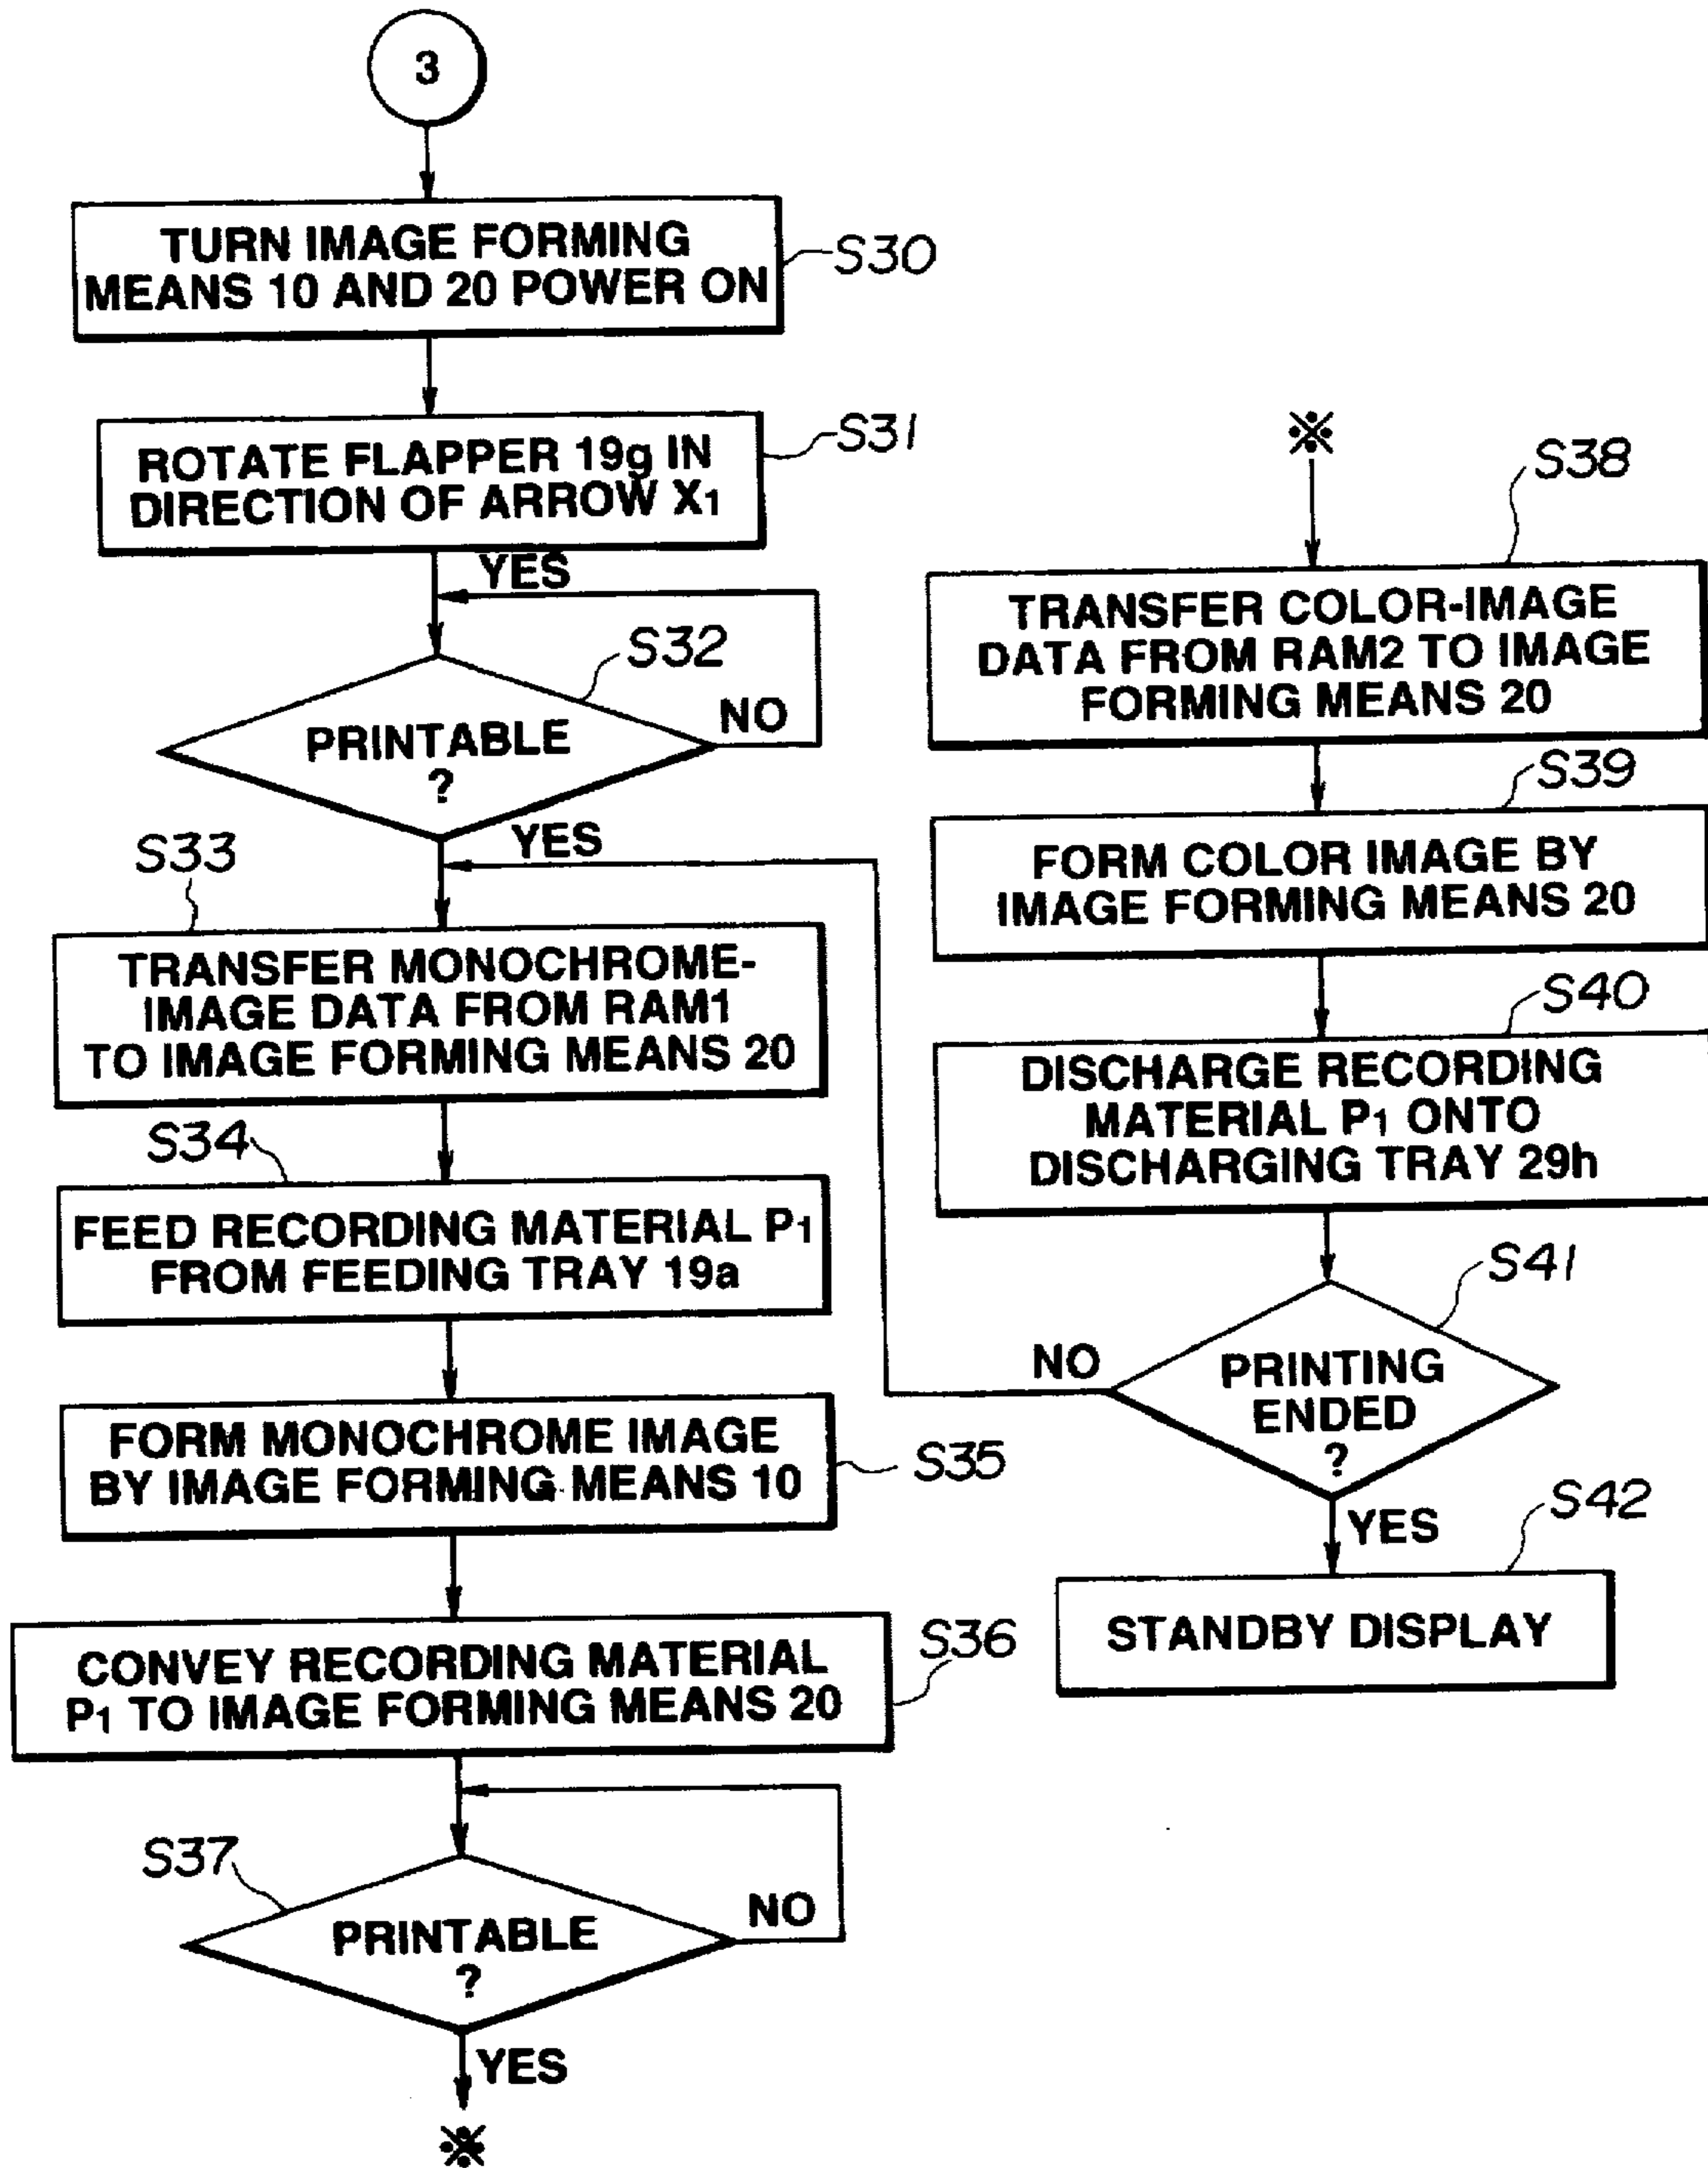 3
TURN IMAGE FORMING
MEANS 10 AND 20 POWER ON
S30
ROTATE FLAPPER 19g IN
DIRECTION OF ARROW X1
S31
YES
S32
PRINTABLE
?
NO
YES
S33
TRANSFER MONOCHROME-
IMAGE DATA FROM RAM1
TO IMAGE FORMING MEANS 20
S34
FEED RECORDING MATERIAL P1
FROM FEEDING TRAY 19a
FORM MONOCHROME IMAGE
BY IMAGE FORMING MEANS 10
S35
CONVEY RECORDING MATERIAL
P1 TO IMAGE FORMING MEANS 20
S36
S37
PRINTABLE
?
NO
YES
※
※
S38
TRANSFER COLOR-IMAGE
DATA FROM RAM2 TO IMAGE
FORMING MEANS 20
S39
FORM COLOR IMAGE BY
IMAGE FORMING MEANS 20
S40
DISCHARGE RECORDING
MATERIAL P1 ONTO
DISCHARGING TRAY 29h
S41
NO
PRINTING
ENDED
?
YES
S42
STANDBY DISPLAY